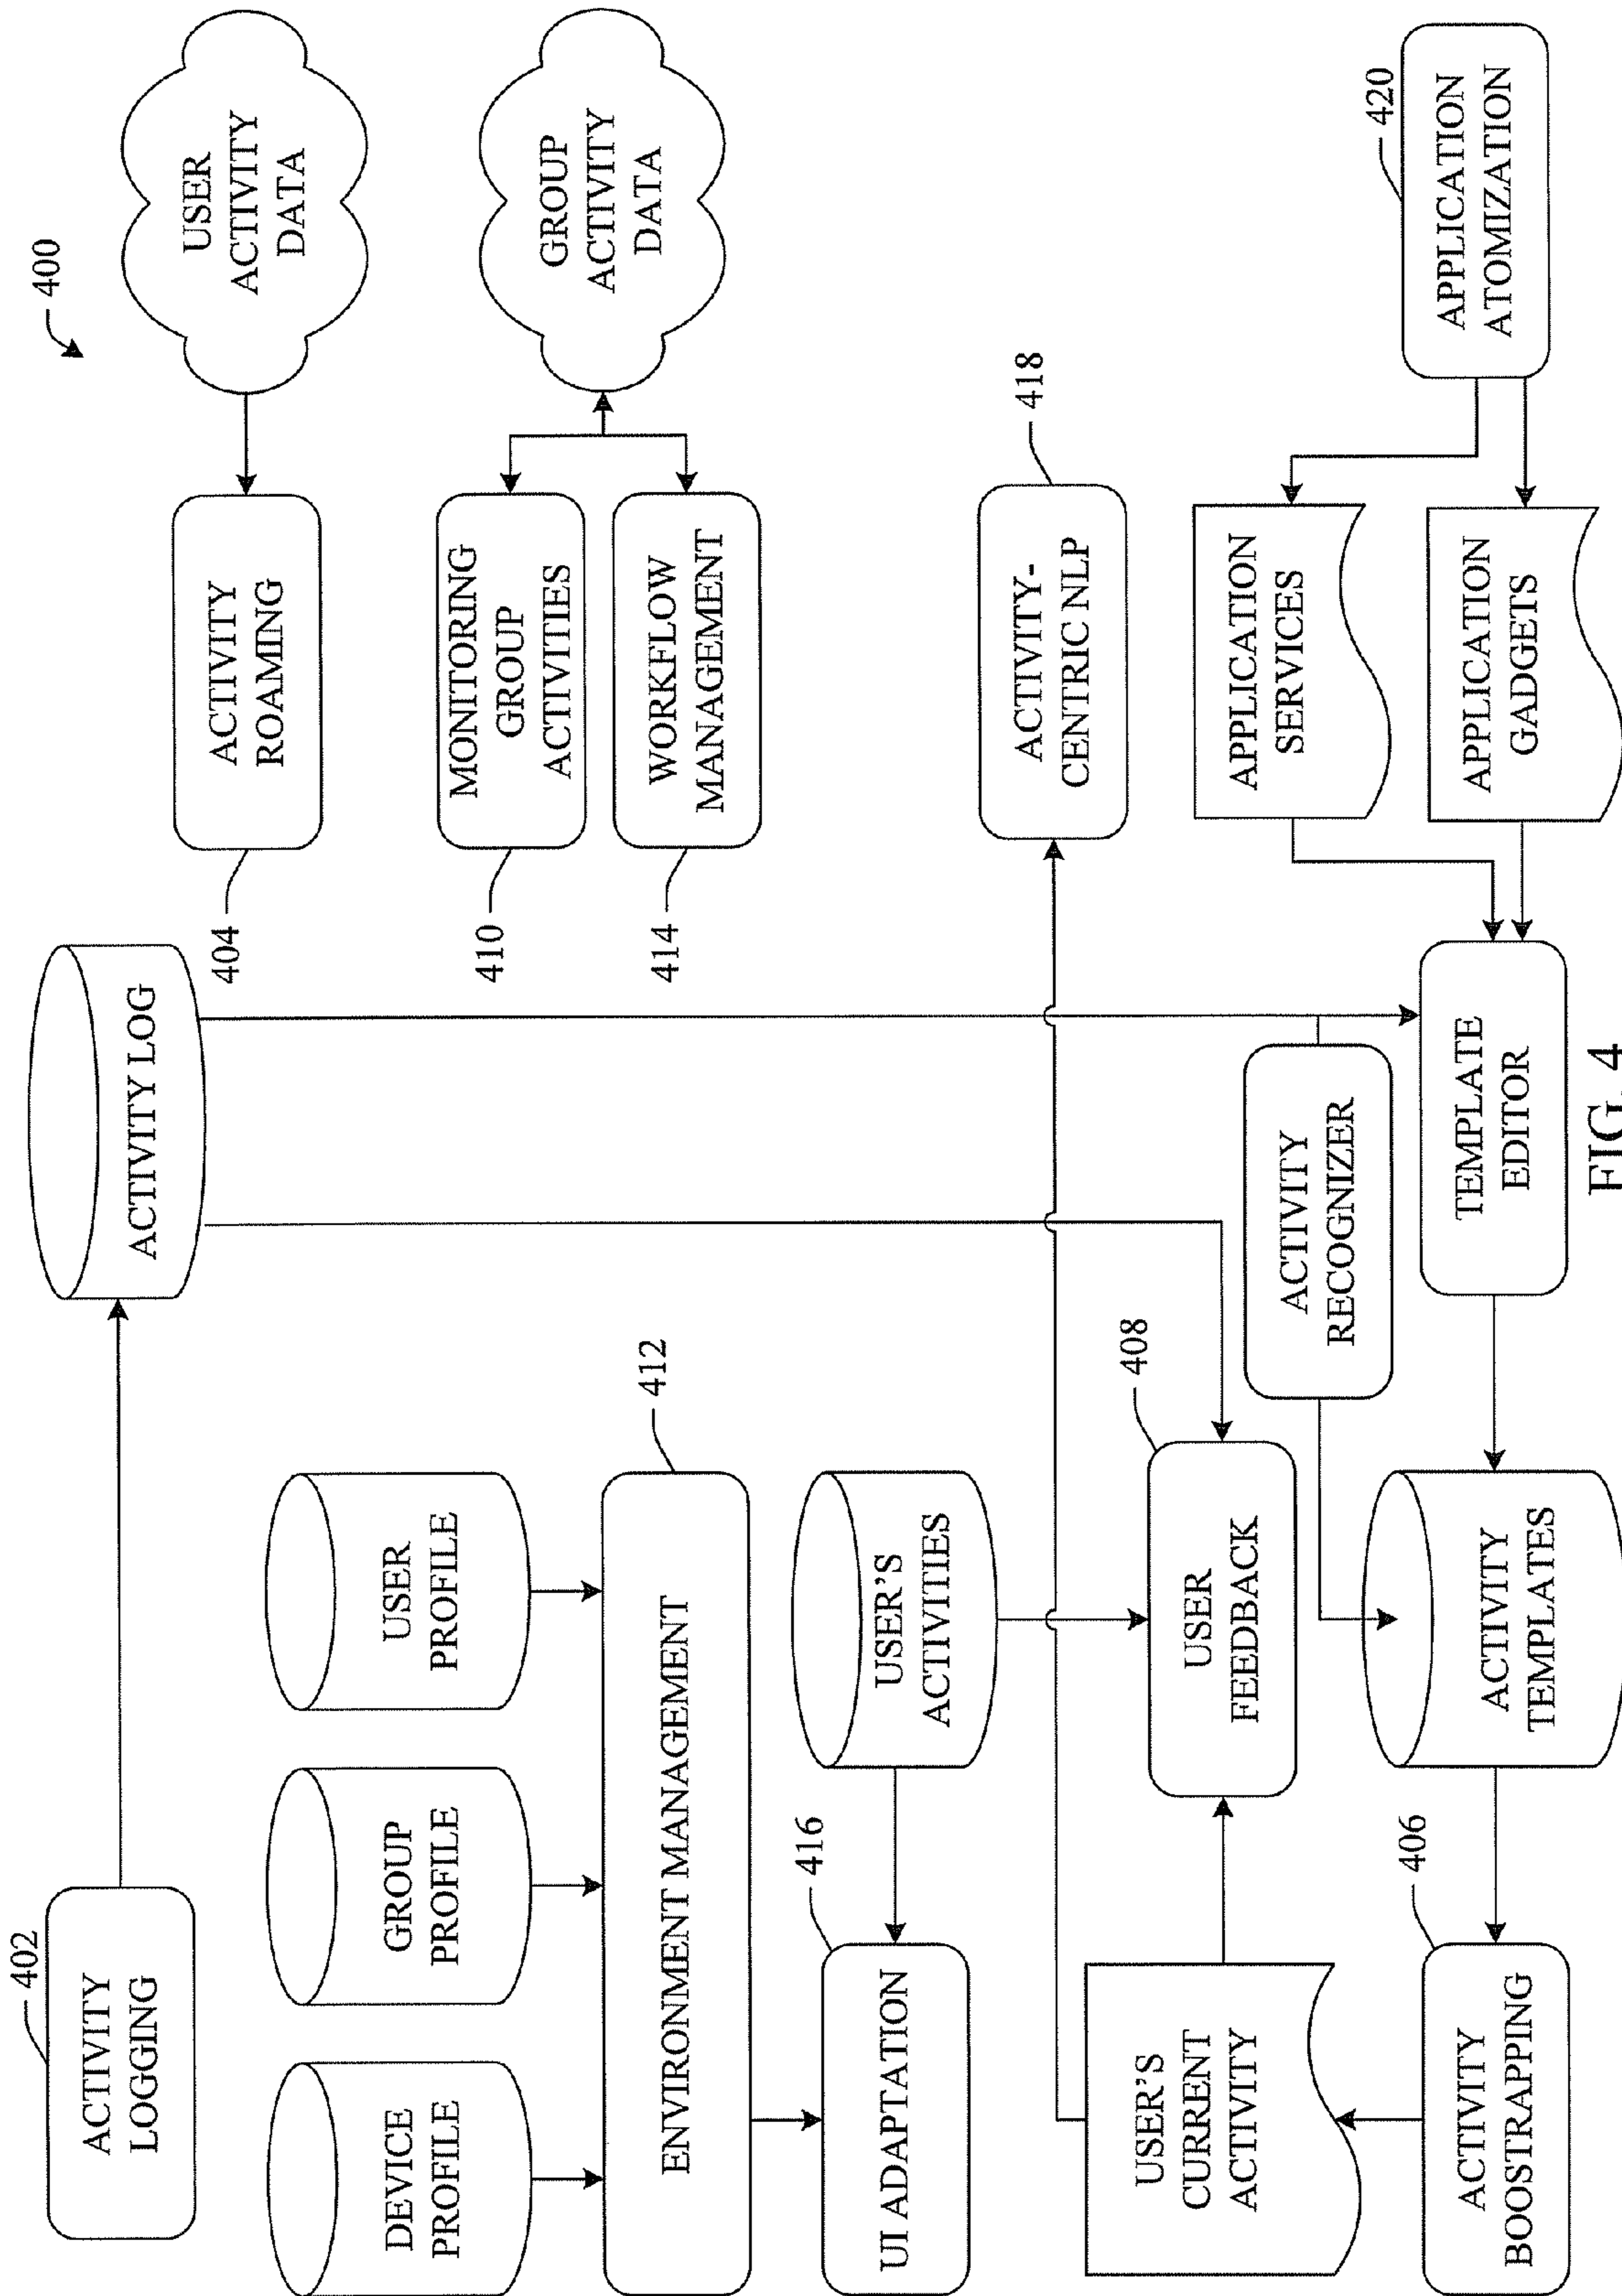 400
402
ACTIVITY
LOGGING
ACTIVITY LOG
404
ACTIVITY
ROAMING
USER
ACTIVITY
DATA
DEVICE
PROFILE
GROUP
PROFILE
USER
PROFILE
412
ENVIRONMENT MANAGEMENT
410
MONITORING
GROUP
ACTIVITIES
414
WORKFLOW
MANAGEMENT
GROUP
ACTIVITY
DATA
416
UI ADAPTATION
USER'S
ACTIVITIES
418
ACTIVITY-
CENTRIC NLP
USER'S
CURRENT
ACTIVITY
408
USER
FEEDBACK
ACTIVITY
RECOGNIZER
APPLICATION
SERVICES
420
APPLICATION
ATOMIZATION
406
ACTIVITY
BOOSTRAPPING
ACTIVITY
TEMPLATES
TEMPLATE
EDITOR
APPLICATION
GADGETS
FIG. 4